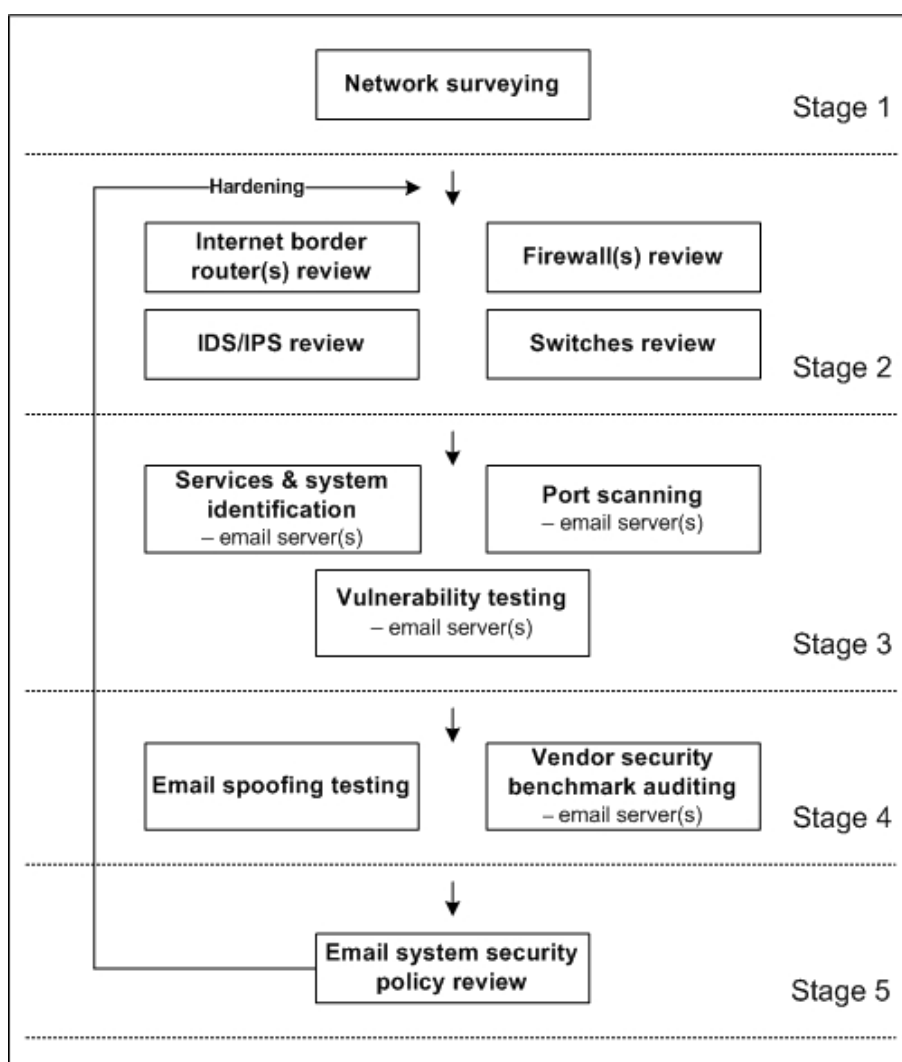 Network surveying
Stage 1
Hardening
Internet border
router(s) review
Firewall(s) review
IDS/IPS review
Switches review
Stage 2
Services & system
identification
– email server(s)
Port scanning
– email server(s)
Vulnerability testing
– email server(s)
Stage 3
Email spoofing testing
Vendor security
benchmark auditing
– email server(s)
Stage 4
Email system security
policy review
Stage 5